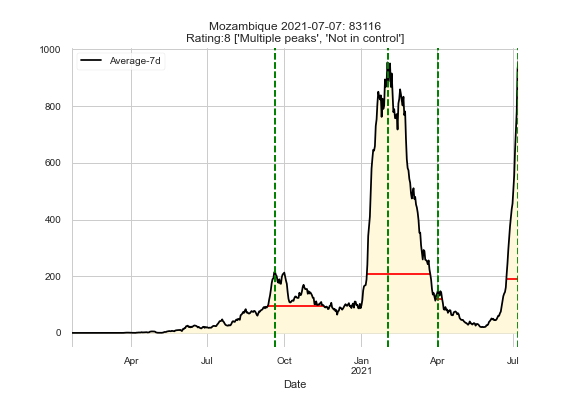 Mozambique 2021-07-07: 83116
Rating:8 ['Multiple peaks', 'Not in control']
1000
Average-7d
800
600
400
200
0
Apr Jul Oct Jan Apr Jul
2021
Date